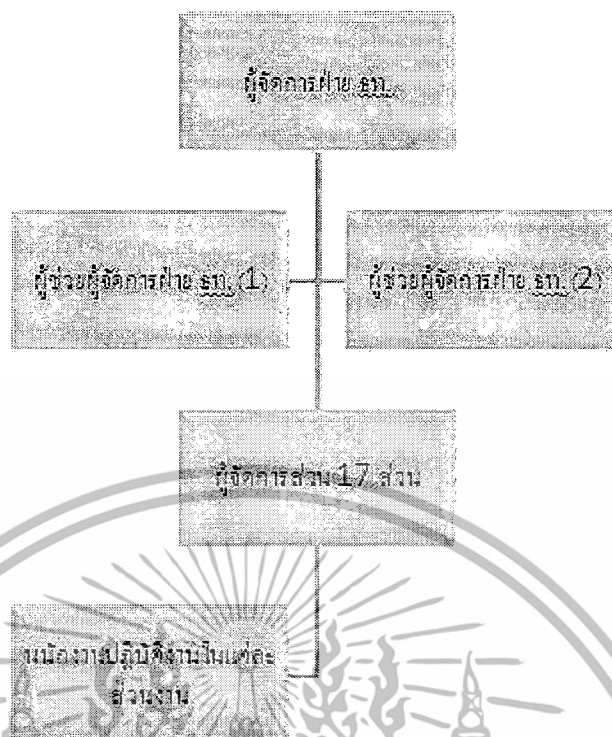 ผู้จัดการฝ่าย ธท.
ผู้ช่วยผู้จัดการฝ่าย ธท. (1)
ผู้ช่วยผู้จัดการฝ่าย ธท. (2)
ผู้จัดการส่วน 17 ส่วน
พนักงานปฏิบัติงานในแต่ละ
ส่วนงาน